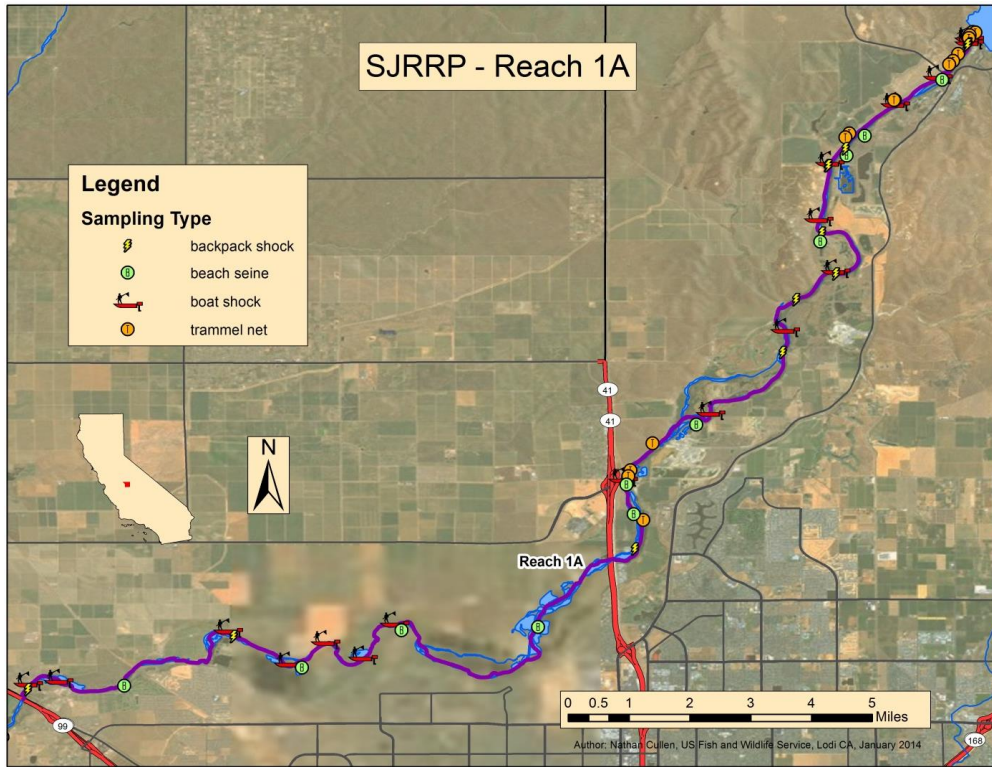 SJRRP - Reach 1A
Legend
Sampling Type
backpack shock
B beach seine
boat shock
T trammel net
41
41
N
Reach 1A
0 0.5 1 2 3 4 5
Miles
99
168
Author: Nathan Cullen, US Fish and Wildlife Service, Lodi CA, January 2014